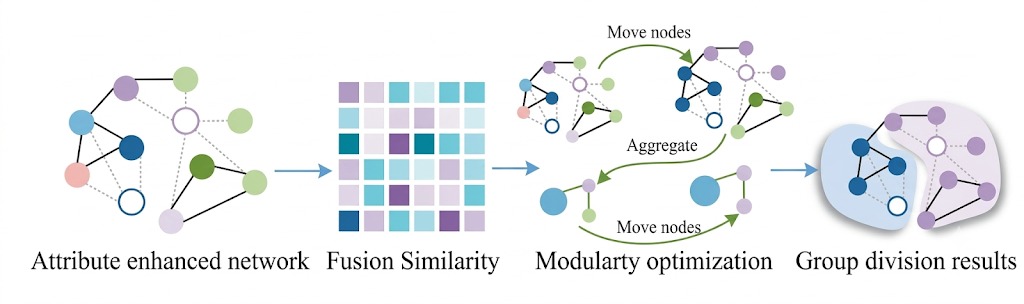 Move nodes
Aggregate
Move nodes
Attribute enhanced network
Fusion Similarity
Modularty optimization
Group division results